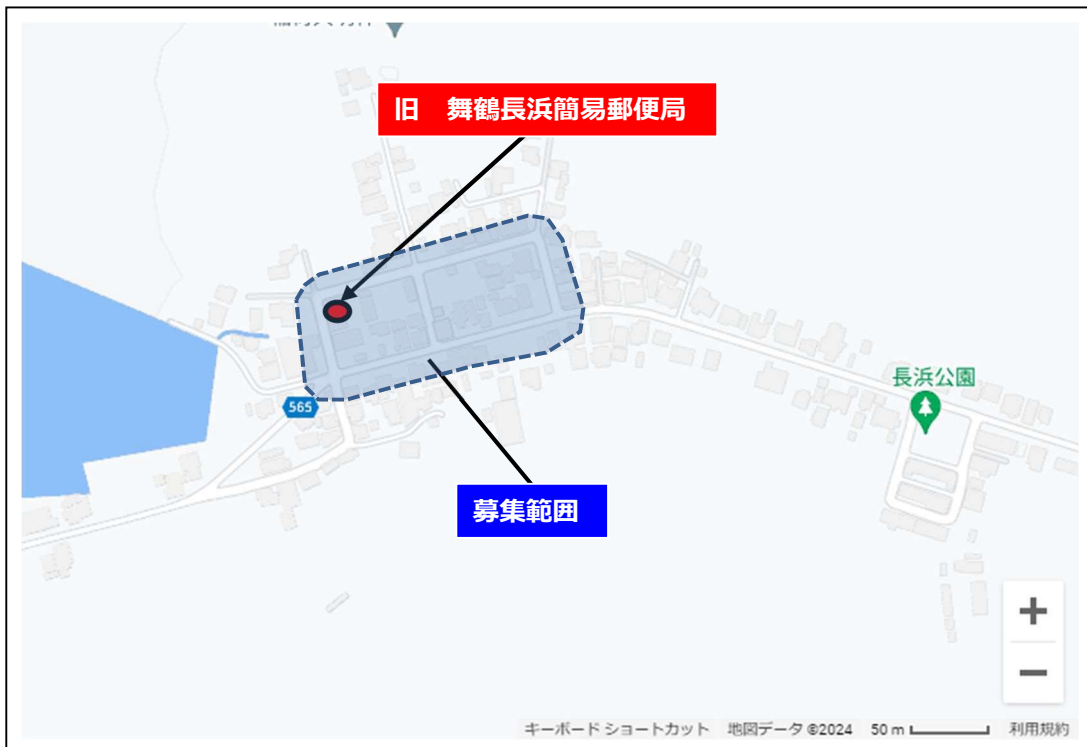 旧　舞鶴長浜簡易郵便局
565
長浜公園
募集範囲
+
−
キーボード ショートカット 地図データ ©2024 50 m 利用規約